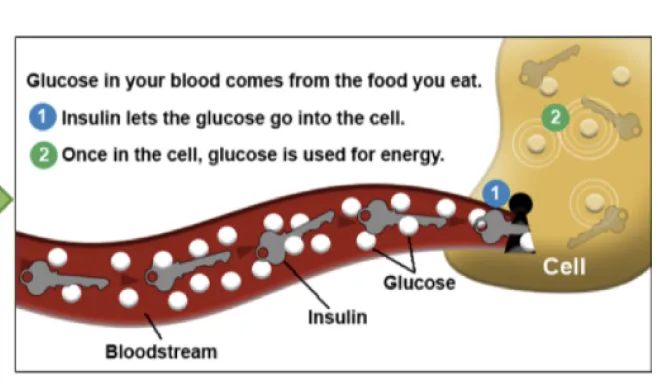 Glucose in your blood comes from the food you eat.
1 Insulin lets the glucose go into the cell.
2 Once in the cell, glucose is used for energy.
2
1
Cell
Glucose
Insulin
Bloodstream